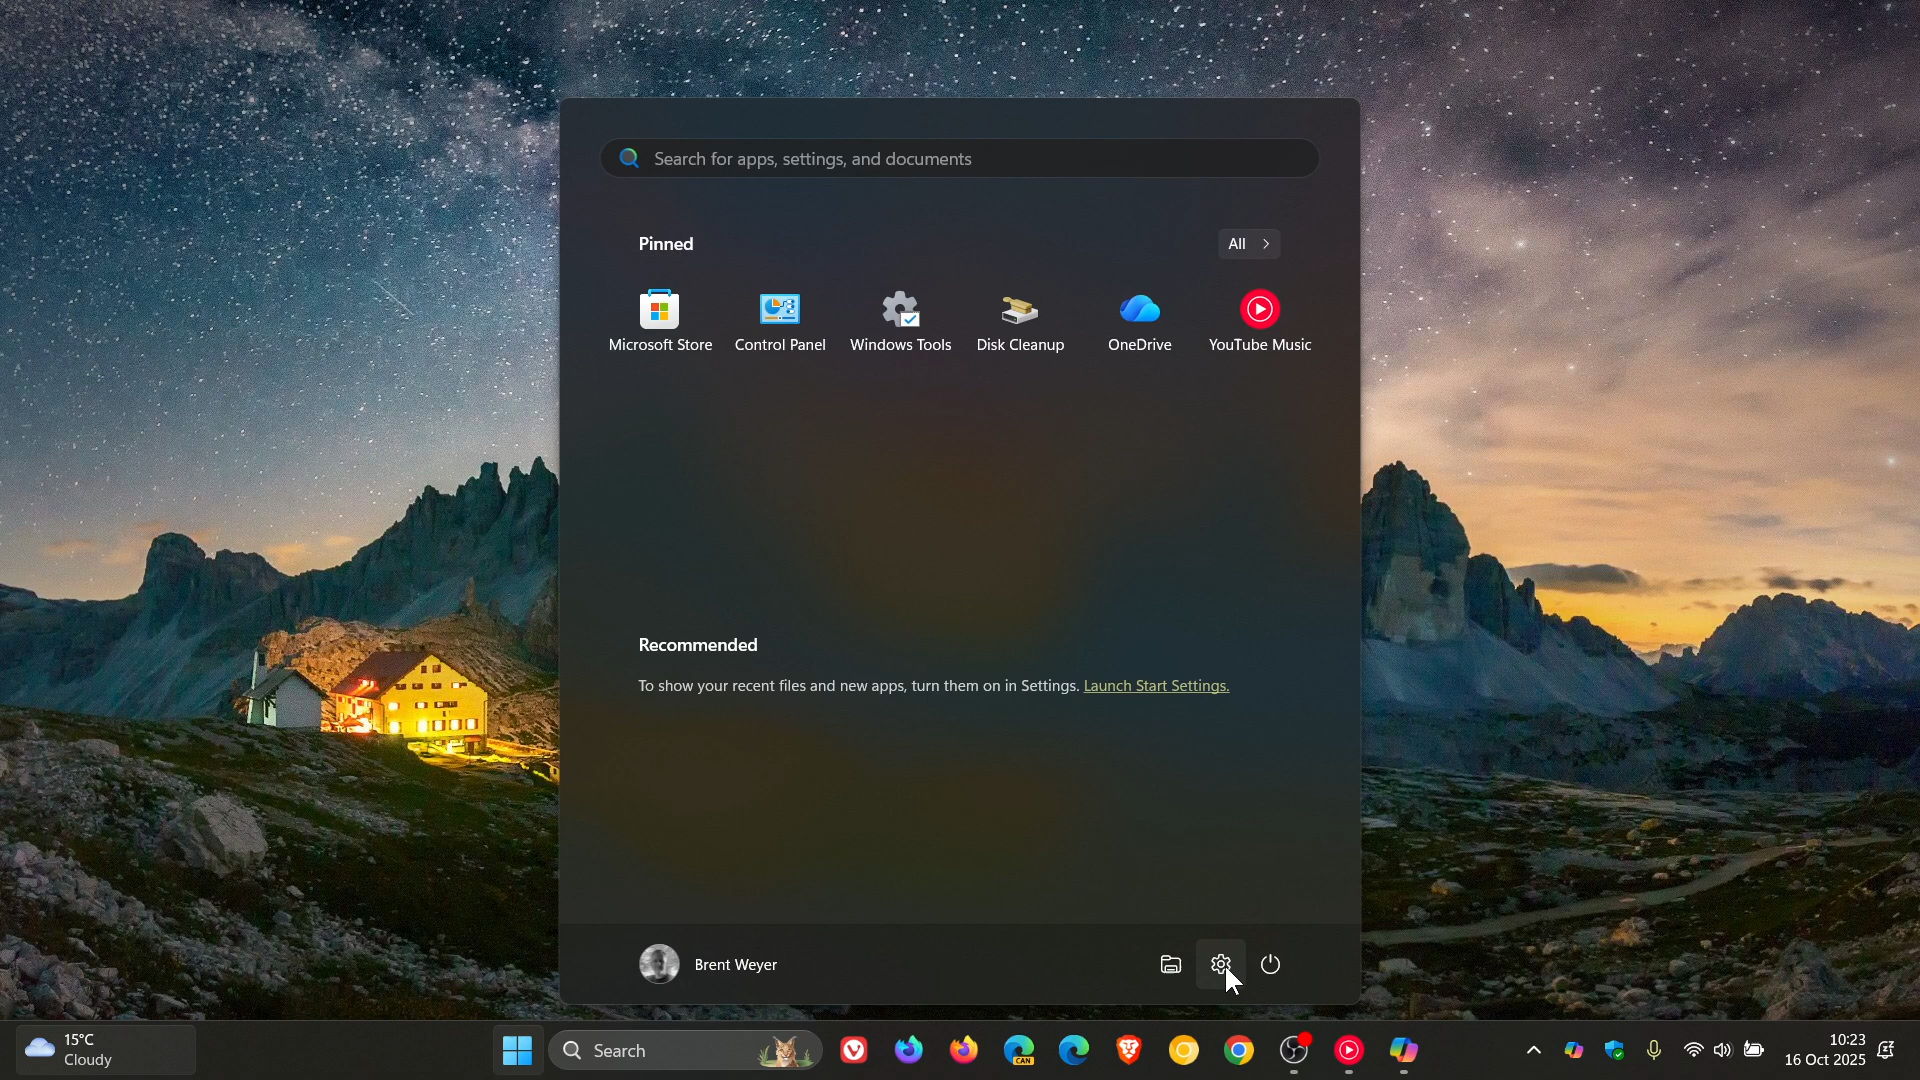 Search for apps, settings, and documents
Pinned
All
Microsoft Store
Control Panel
Windows Tools
Disk Cleanup
OneDrive
YouTube Music
Recommended
To show your recent files and new apps, turn them on in Settings. Launch Start Settings.
Brent Weyer
15°C
Cloudy
Search
CAN
10:23
16 Oct 2025